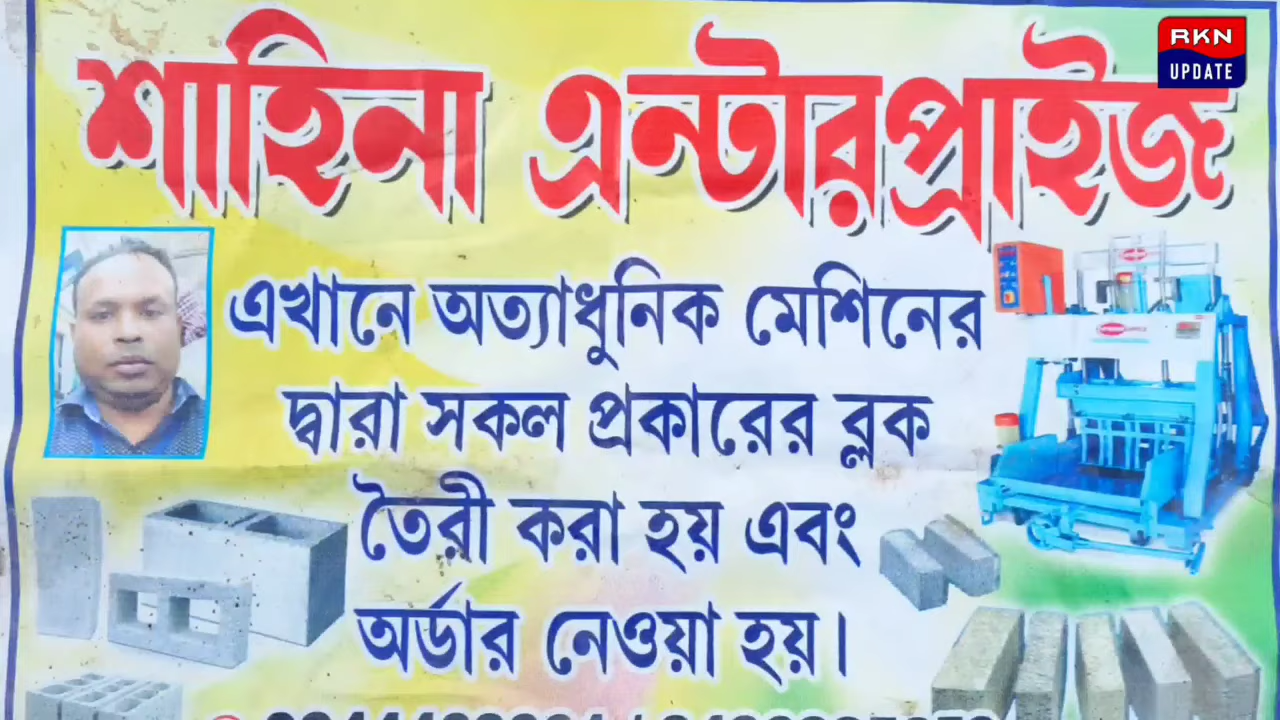 RKN
UPDATE
শাহিনা এন্টারপ্রাইজ
এখানে অত্যাধুনিক মেশিনের
দ্বারা সকল প্রকারের ব্লক
তৈরী করা হয় এবং
অর্ডার নেওয়া হয়।